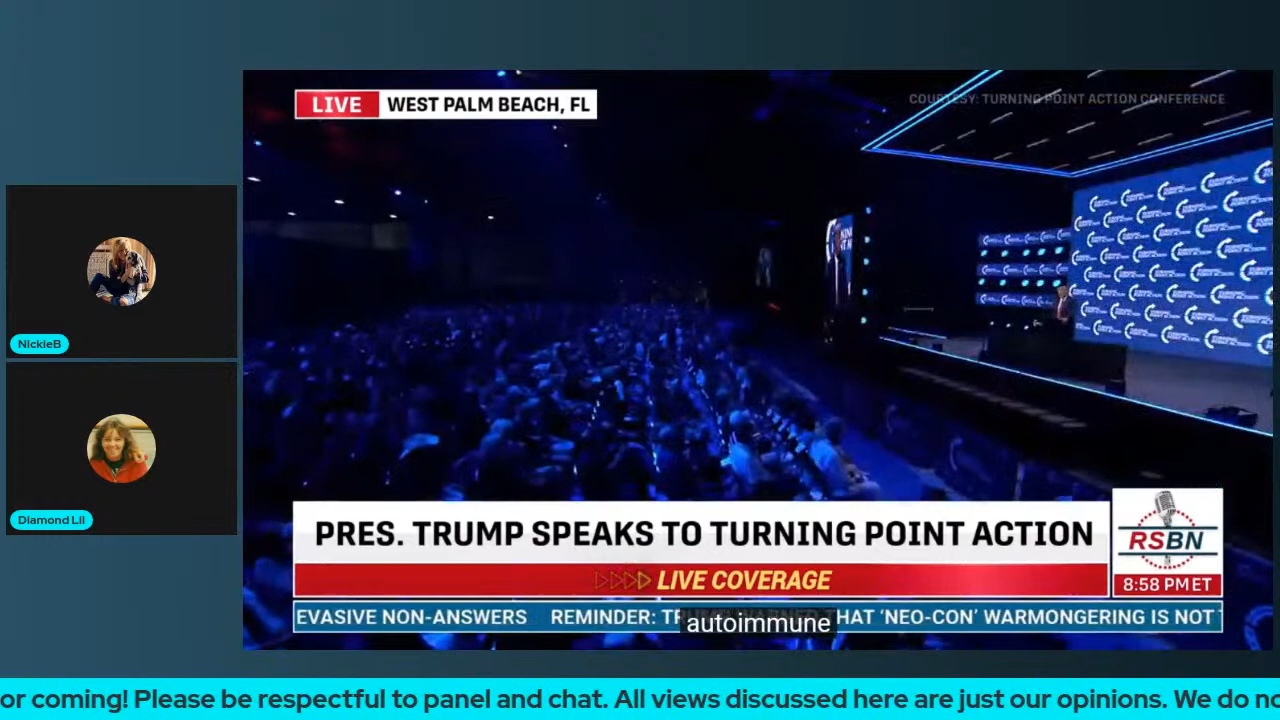 LIVE WEST PALM BEACH, FL
COURTESY: TURNING POINT ACTION CONFERENCE
NickieB
Diamond Lil
PRES. TRUMP SPEAKS TO TURNING POINT ACTION
LIVE COVERAGE
RSBN
8:58 PM ET
EVASIVE NON-ANSWERS REMINDER: HAT ‘NEO-CON’ WARMONGERING IS NOT
autoimmune
or coming! Please be respectful to panel and chat. All views discussed here are just our opinions. We do no